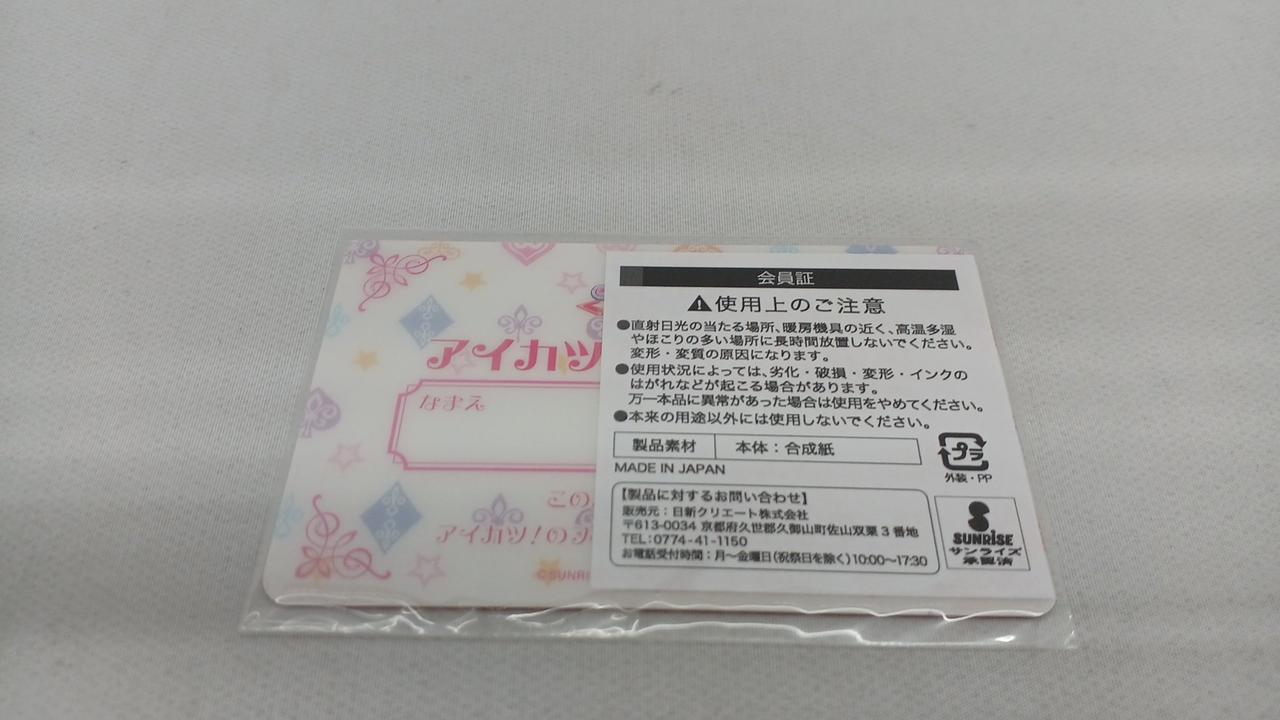 アイカツ
なまえ
この
アイカツ!の
©SUNRI
会員証
使用上のご注意
●直射日光の当たる場所、暖房機具の近く、高温多湿
やほこりの多い場所に長時間放置しないでください。
変形・変質の原因になります。
●使用状況によっては、劣化・破損・変形・インクの
はがれなどが起こる場合があります。
万一本品に異常があった場合は使用をやめてください。
●本来の用途以外には使用しないでください。
製品素材 本体：合成紙
MADE IN JAPAN
プラ
外装・PP
【製品に対するお問い合わせ】
販売元：日新クリエート株式会社
〒613-0034 京都府久世郡久御山町佐山双栗3番地
TEL：0774-41-1150
お電話受付時間：月～金曜日(祝祭日を除く)10:00～17:30
SUNRISE
サンライズ
承認済